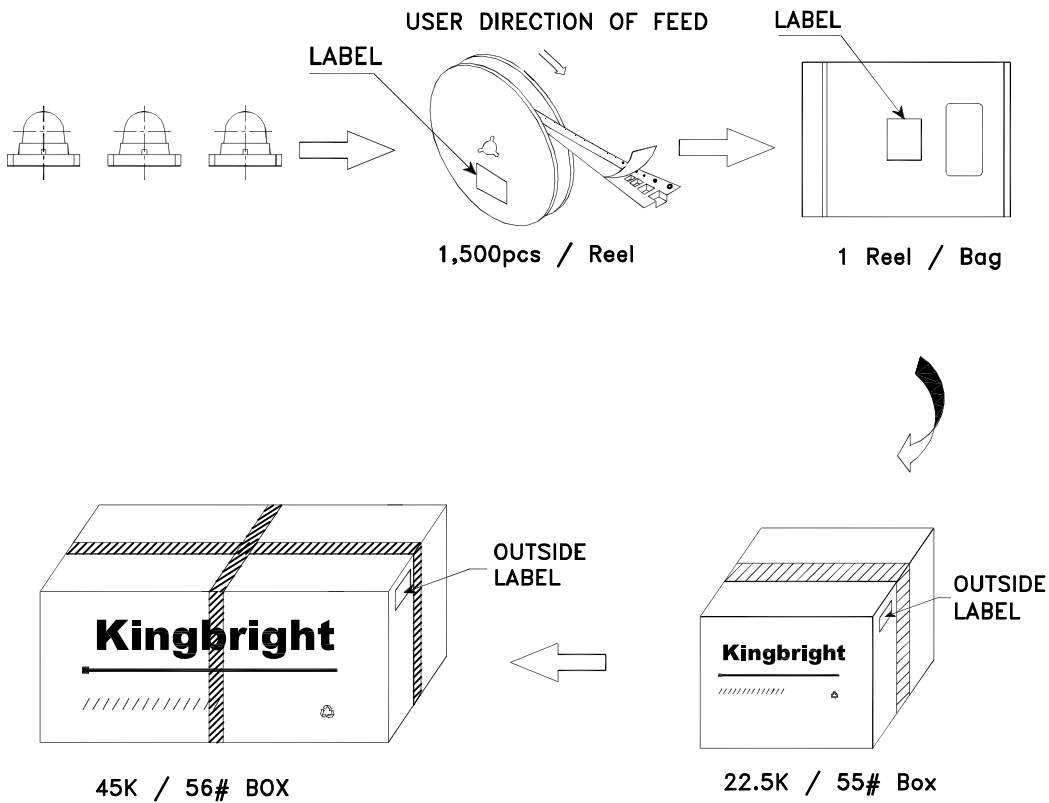 USER DIRECTION OF FEED
LABEL
LABEL
1,500pcs / Reel
1 Reel / Bag
OUTSIDE
LABEL
OUTSIDE
LABEL
Kingbright
Kingbright
45K / 56# BOX
22.5K / 55# Box